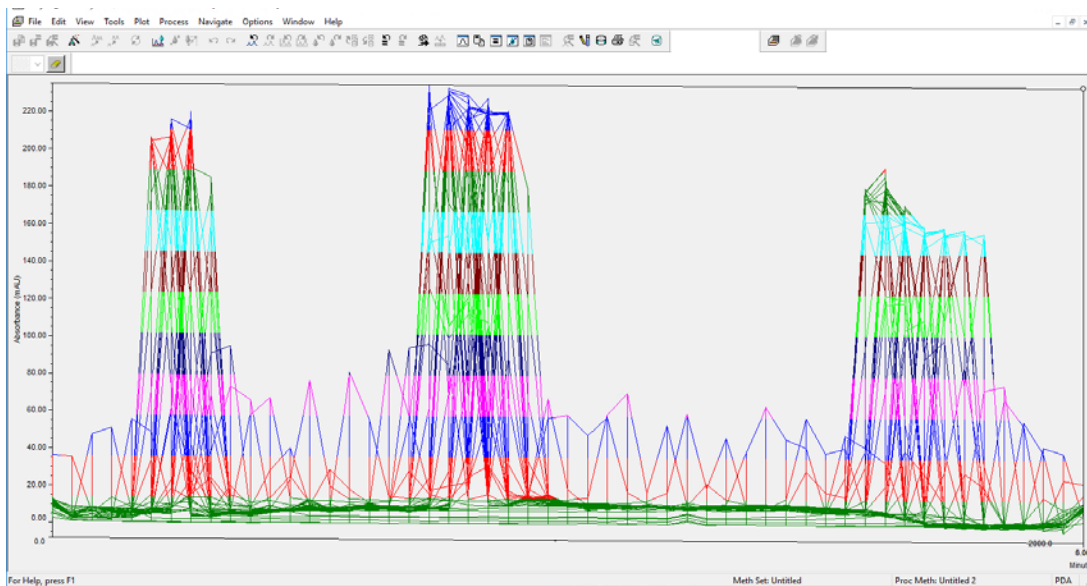 File Edit View Tools Plot Process Navigate Options Window Help
220.00
200.00
180.00
160.00
140.00
120.00
100.00
80.00
60.00
40.00
20.00
0.00
0.0
Absorbance (mAU)
2000.0
Minut
For Help, press F1
Meth Set: Untitled
Proc Meth: Untitled 2
PDA